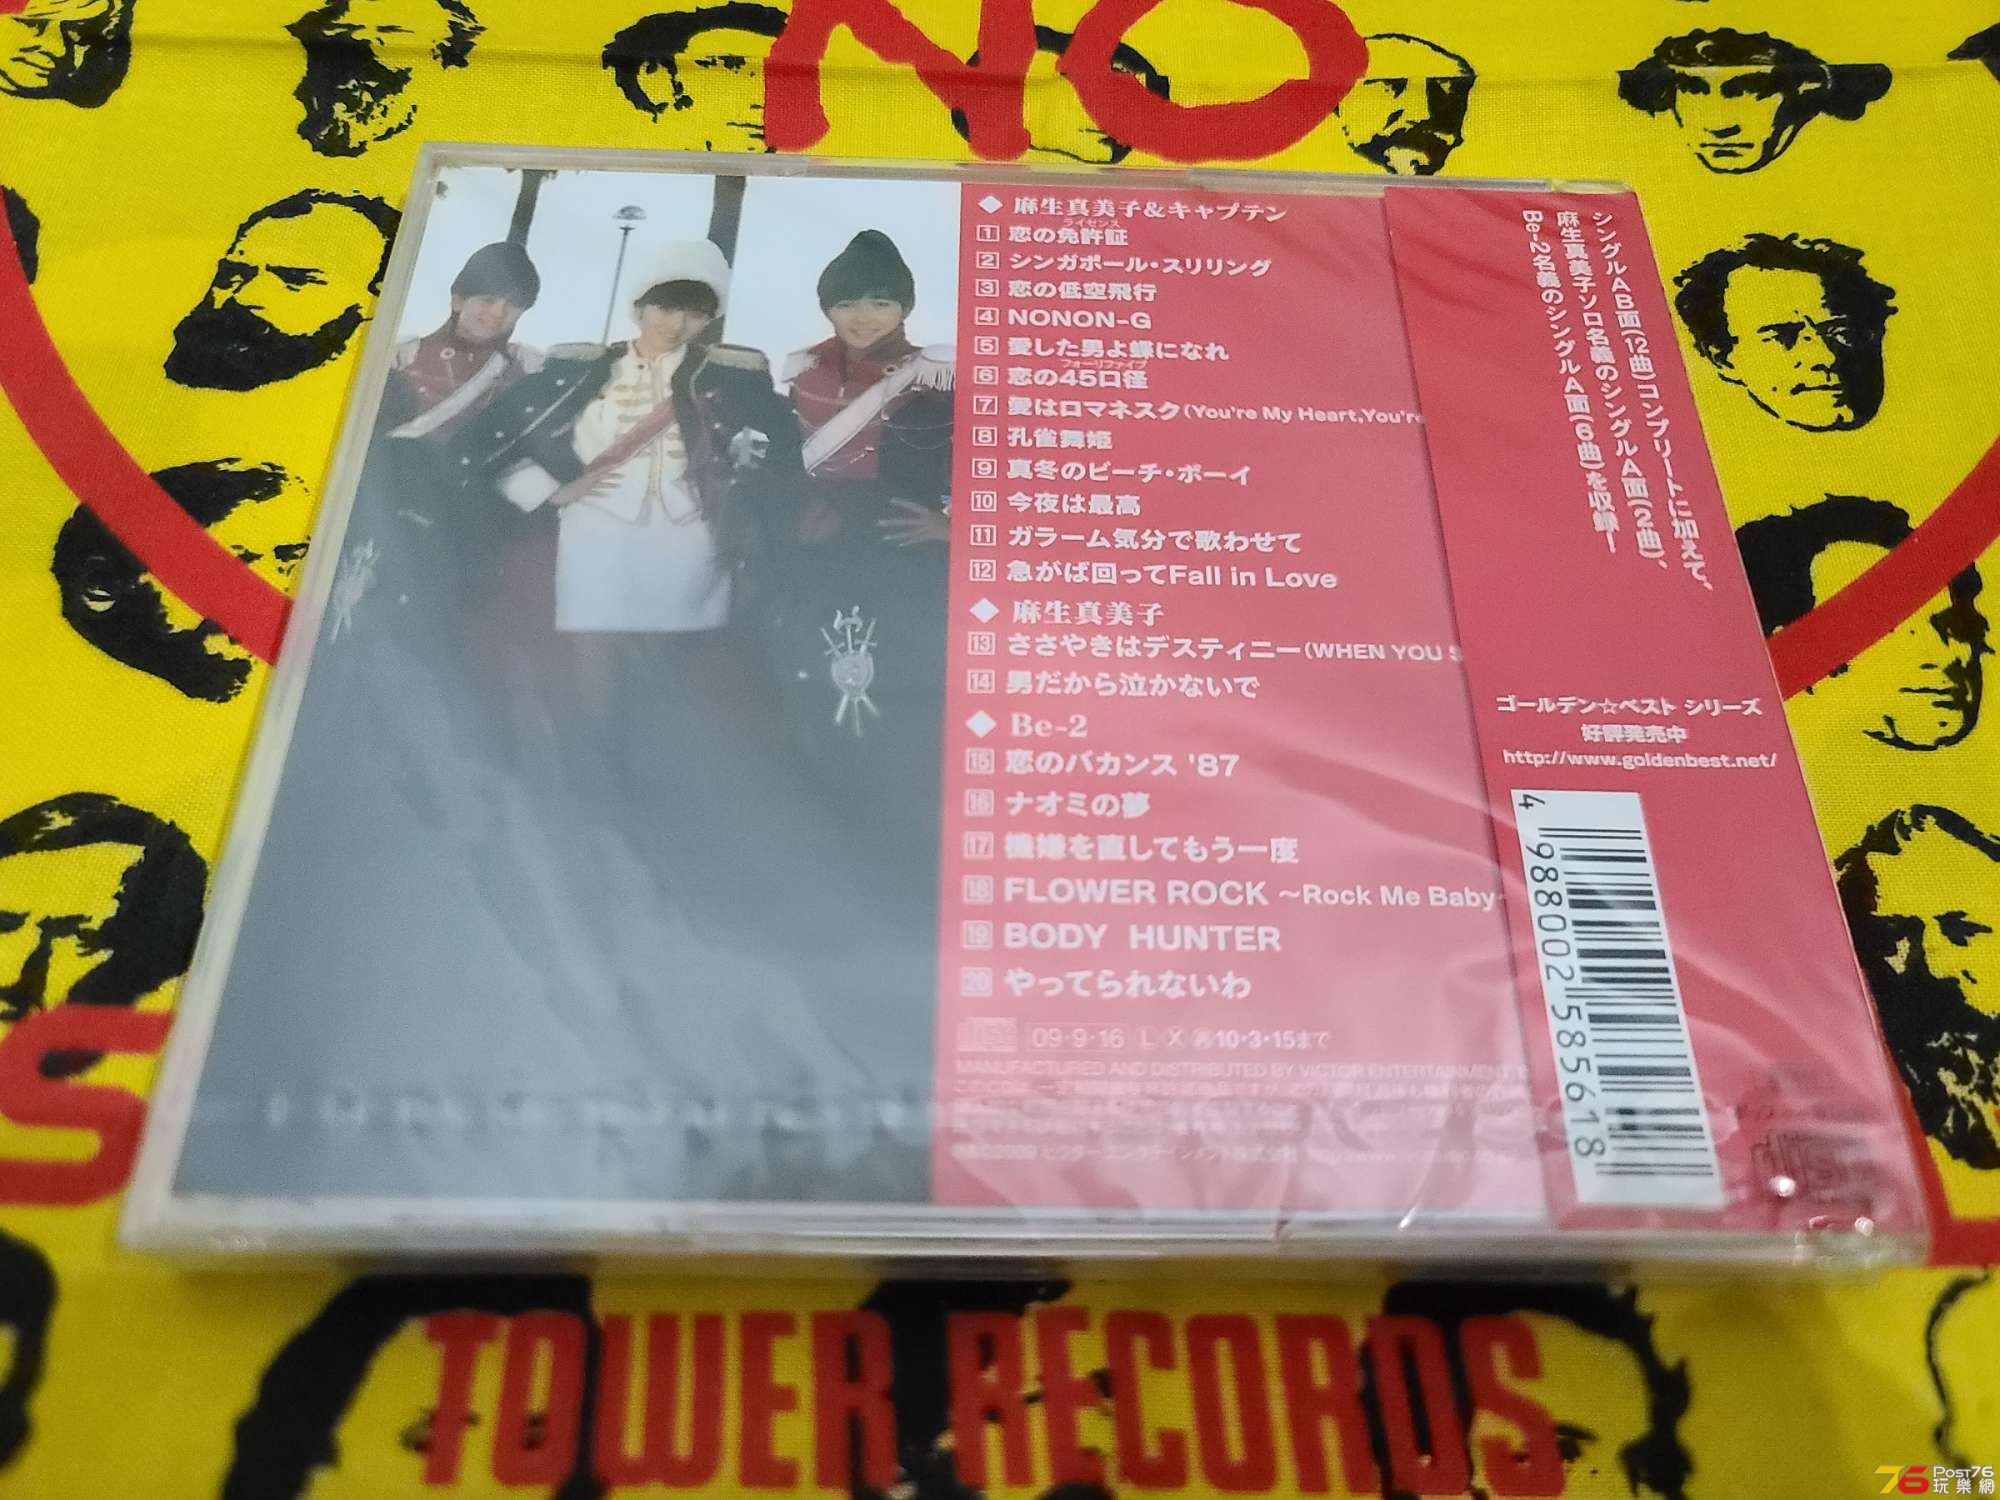 NO
◆ 麻生真美子&キャプテン
ライセンス
1 恋の免許証
2 シンガポール・スリリング
3 恋の低空飛行
4 NONON-G
5 愛した男よ蝶になれ
フォーリファイブ
6 恋の45口径
7 愛はロマネスク(You're My Heart,You're
8 孔雀舞姫
9 真冬のビーチ・ボーイ
10 今夜は最高
11 ガラーム気分で歌わせて
12 急がば回ってFall in Love
◆ 麻生真美子
13 ささやきはデスティニー(WHEN YOU S
14 男だから泣かないで
◆ Be-2
15 恋のバカンス '87
16 ナオミの夢
17 機嫌を直してもう一度
18 FLOWER ROCK ~Rock Me Baby~
19 BODY HUNTER
20 やってられないわ
09・9・16 L X 10・3・15まで
MANUFACTURED AND DISTRIBUTED BY VICTOR ENTERTAINMENT,
シングルAB面(12曲)コンプリートに加えて、
麻生真美子ソロ名義のシングルA面(2曲)、
Be-2名義のシングルA面(6曲)を収録!
ゴールデン☆ベスト シリーズ
好評発売中
http://www.goldenbest.net/
4 988002 585618
S
TOWER RECORDS
76 POST76
玩樂網